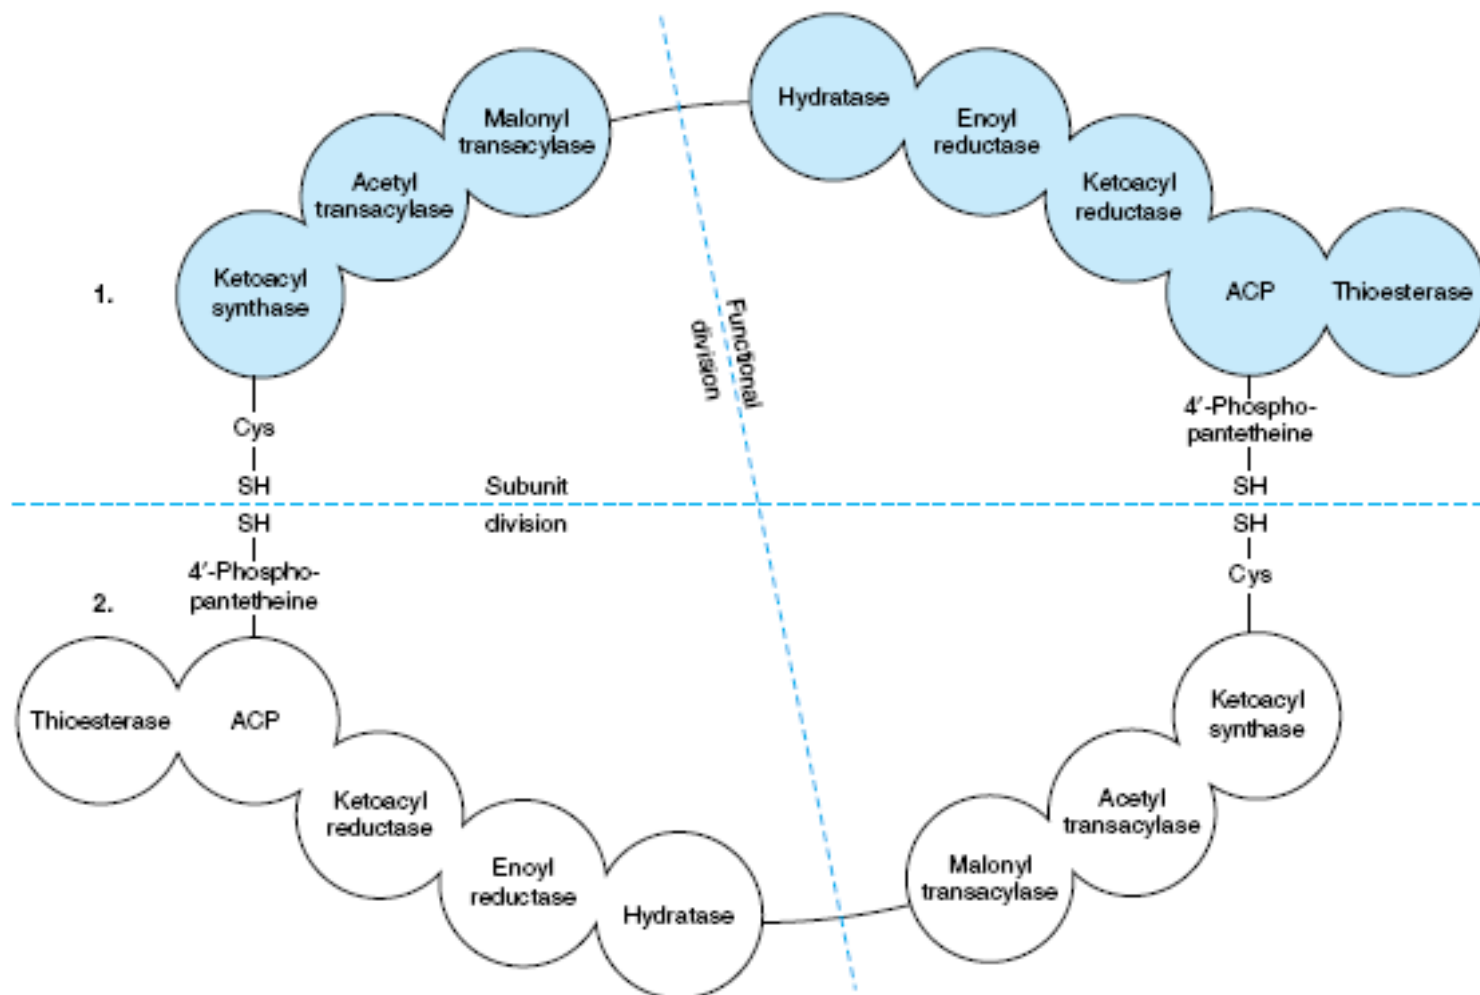 Hydratase
Malonyl
transacylase
Enoyl
reductase
Acetyl
transacylase
Ketoacyl
reductase
1.
Ketoacyl
synthase
ACP
Thioesterase
Functional
division
Cys
SH
4′-Phospho-
pantetheine
SH
Subunit
division
SH
4′-Phospho-
pantetheine
SH
Cys
2.
Thioesterase
ACP
Ketoacyl
synthase
Ketoacyl
reductase
Acetyl
transacylase
Enoyl
reductase
Malonyl
transacylase
Hydratase